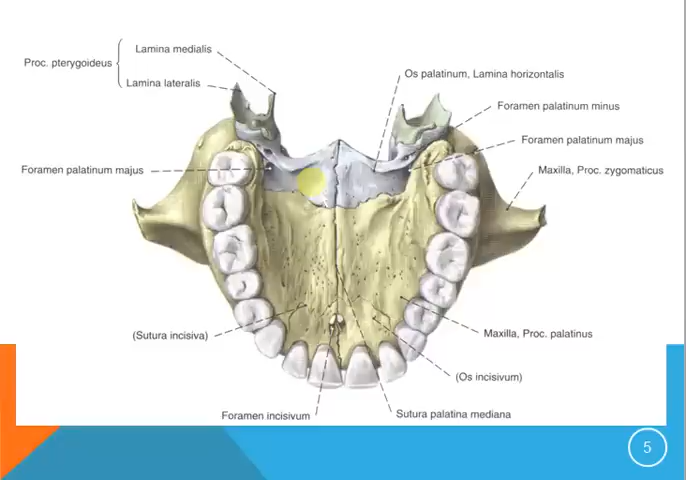 Lamina medialis
Proc. pterygoideus
Lamina lateralis
Os palatinum, Lamina horizontalis
Foramen palatinum minus
Foramen palatinum majus
Foramen palatinum majus
Maxilla, Proc. zygomaticus
(Sutura incisiva)
Maxilla, Proc. palatinus
(Os incisivum)
Foramen incisivum
Sutura palatina mediana
5